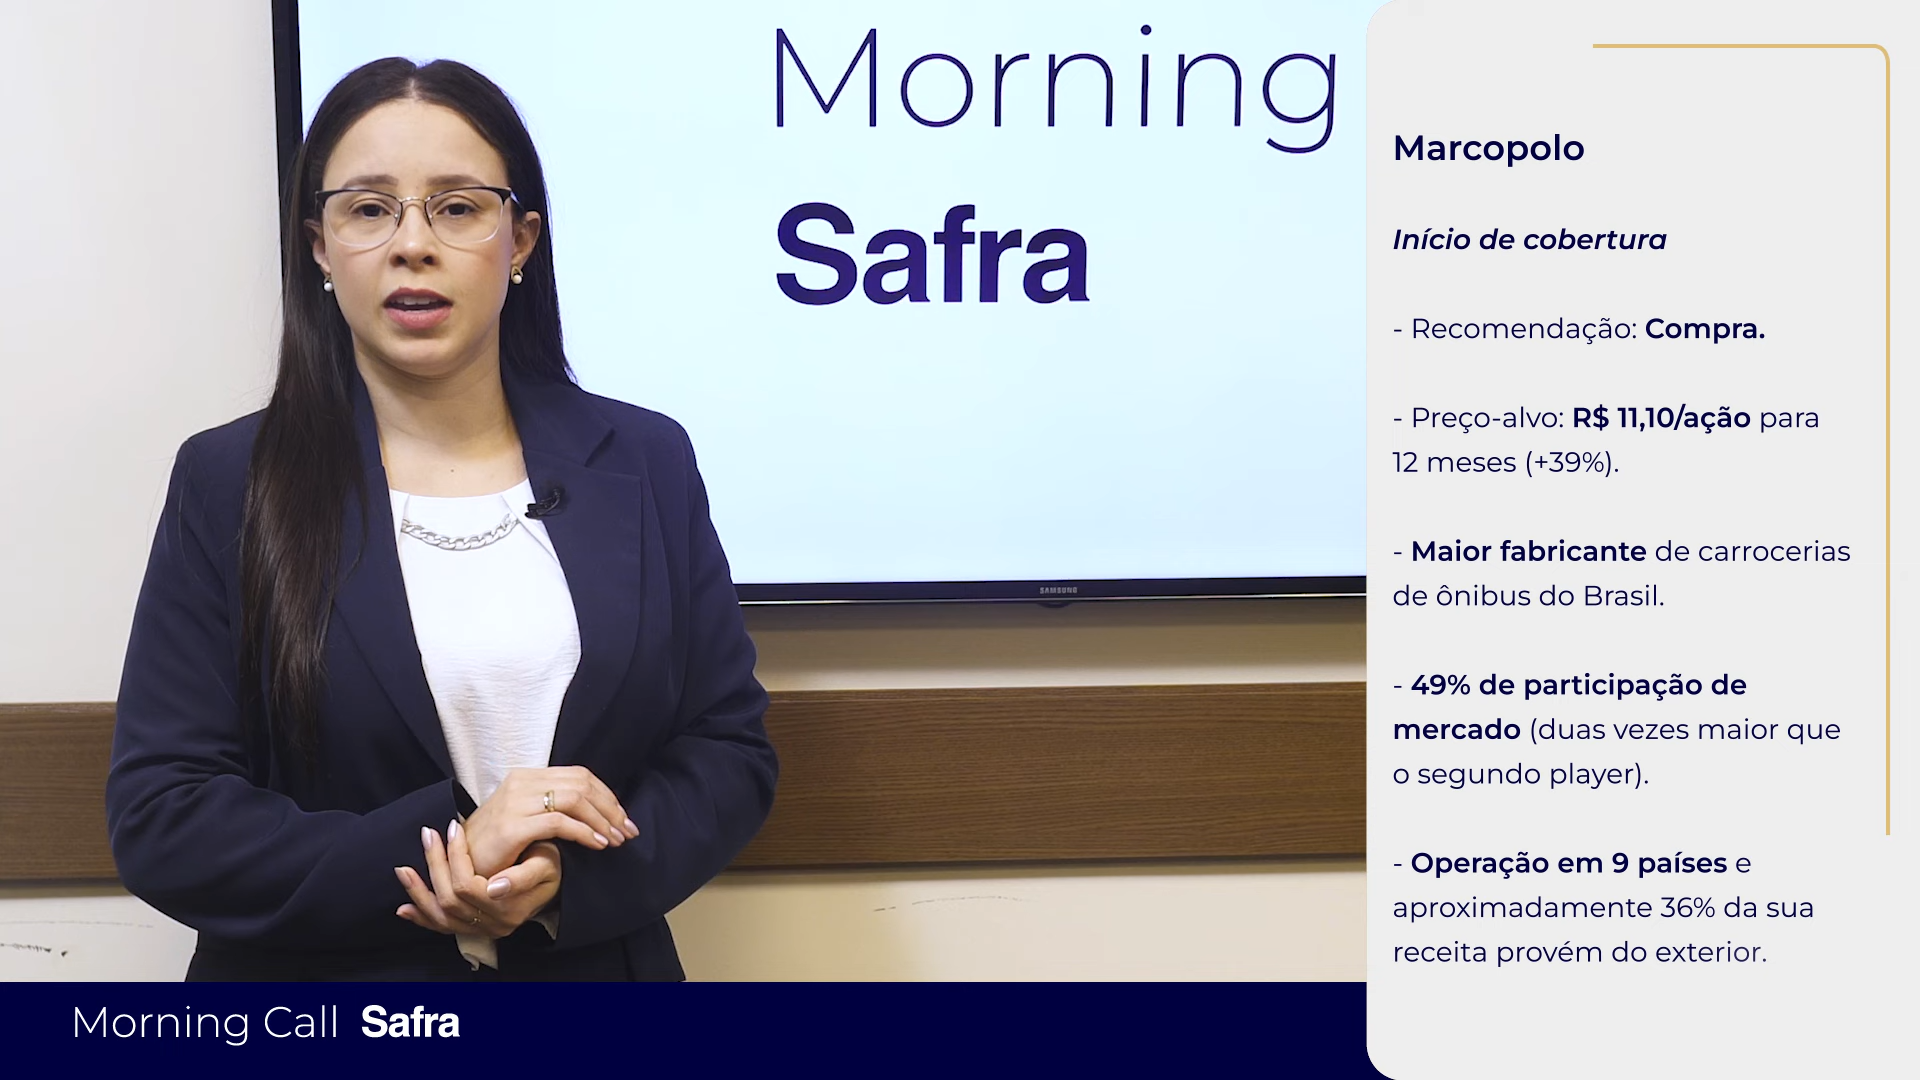 Morning
Safra
SAMSUNG
Marcopolo
Início de cobertura
- Recomendação: Compra.
- Preço-alvo: R$ 11,10/ação para
12 meses (+39%).
- Maior fabricante de carrocerias
de ônibus do Brasil.
- 49% de participação de
mercado (duas vezes maior que
o segundo player).
- Operação em 9 países e
aproximadamente 36% da sua
receita provém do exterior.
Morning Call Safra